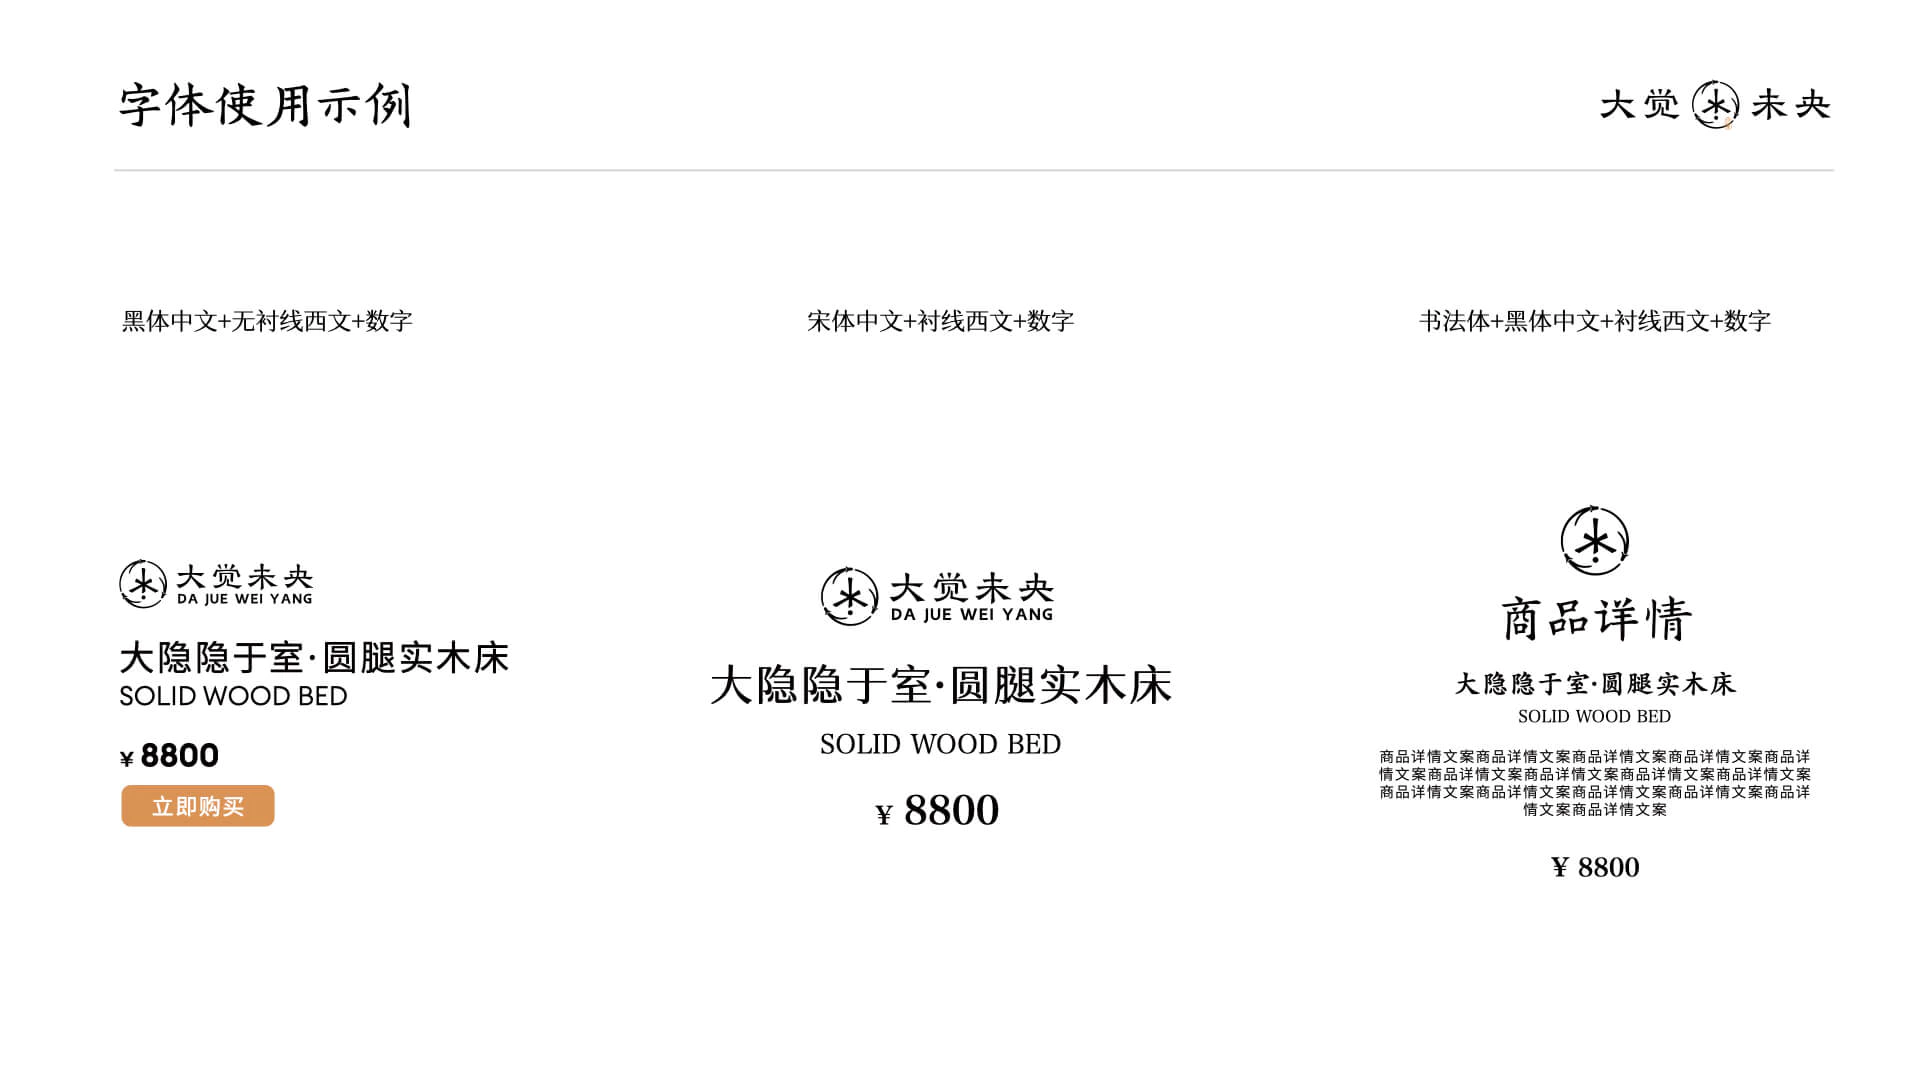 字体使用示例
大觉未央
黑体中文+无衬线西文+数字
大觉未央
DA JUE WEI YANG
大隐隐于室·圆腿实木床
SOLID WOOD BED
¥ 8800
立即购买
宋体中文+衬线西文+数字
大觉未央
DA JUE WEI YANG
大隐隐于室·圆腿实木床
SOLID WOOD BED
¥ 8800
书法体+黑体中文+衬线西文+数字
商品详情
大隐隐于室·圆腿实木床
SOLID WOOD BED
商品详情文案商品详情文案商品详情文案商品详情文案商品详
情文案商品详情文案商品详情文案商品详情文案商品详情文案
商品详情文案商品详情文案商品详情文案商品详情文案商品详
情文案商品详情文案
¥ 8800